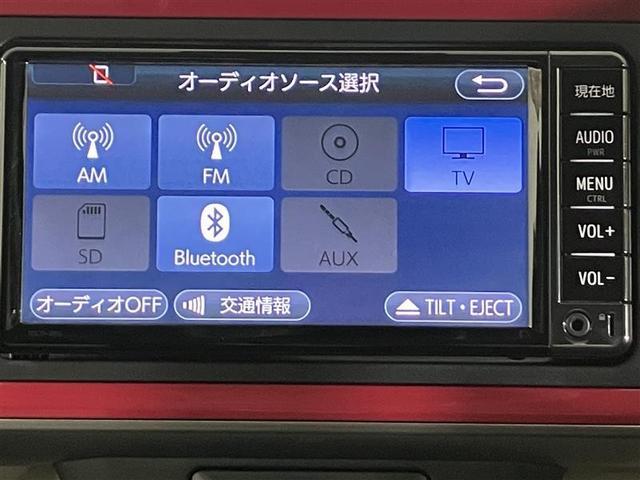 オーディオソース選択
AM
FM
CD
TV
SD
Bluetooth
AUX
オーディオOFF
交通情報
TILT・EJECT
現在地
AUDIO
PWR
MENU
CTRL
VOL+
VOL-